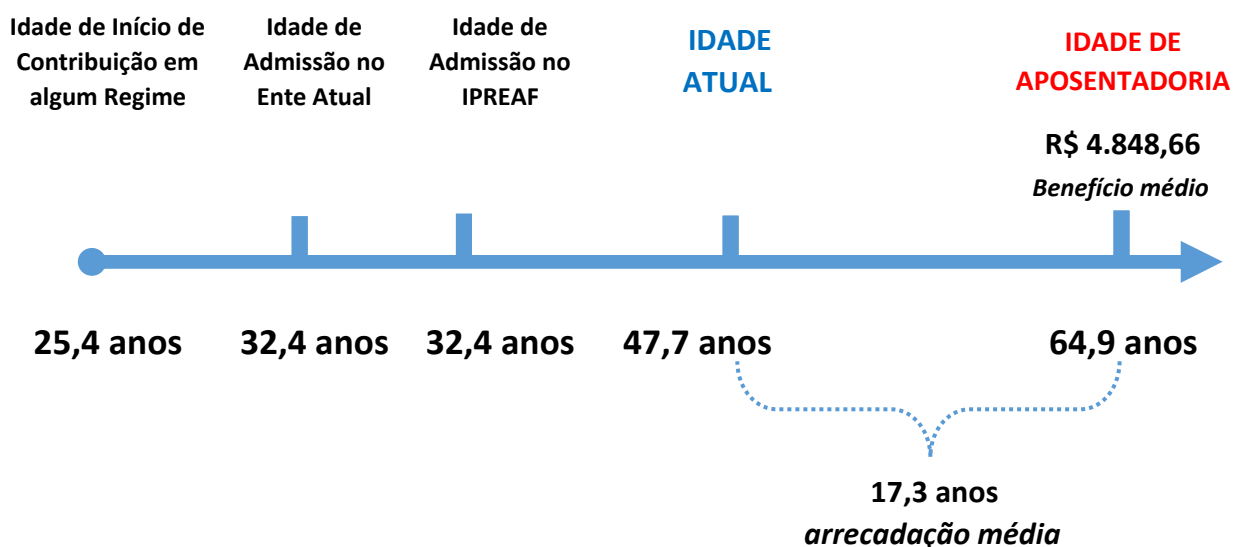 Idade de Início de
Contribuição em
algum Regime
Idade de
Admissão no
Ente Atual
Idade de
Admissão no
IPREAF
IDADE
ATUAL
IDADE DE
APOSENTADORIA
R$ 4.848,66
Benefício médio
25,4 anos
32,4 anos
32,4 anos
47,7 anos
64,9 anos
17,3 anos
arrecadação média